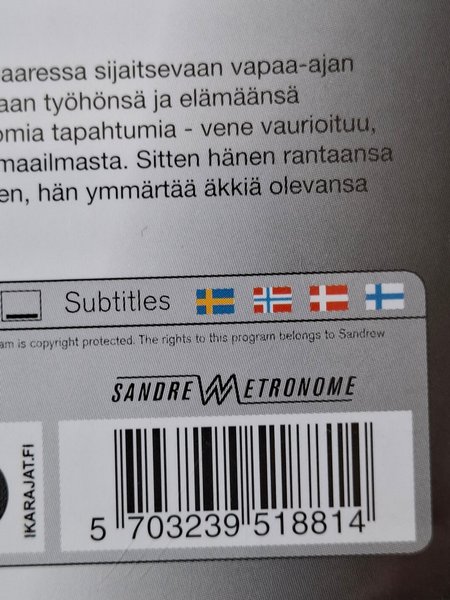 aaressa sijaitsevaan vapaa-ajan
aan työhönsä ja elämäänsä
omia tapahtumia - vene vaurioituu,
maailmasta. Sitten hänen rantaansa
en, hän ymmärtää äkkiä olevansa
Subtitles
am is copyright protected. The rights to this program belongs to Sandrew
SANDREW METRONOME
IKARAJAT.FI
5 703239 518814